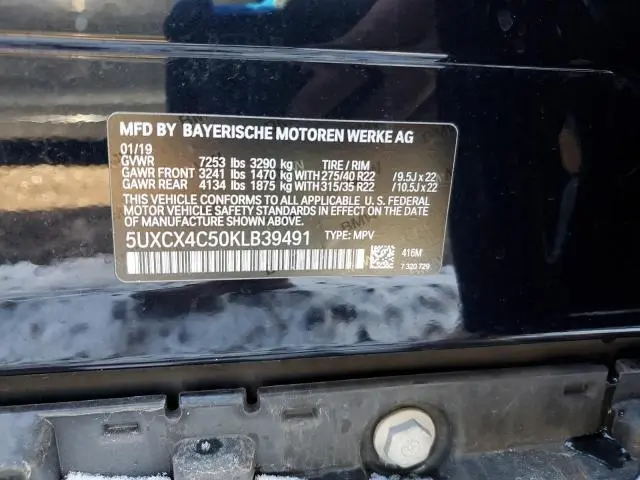 MFD BY BAYERISCHE MOTOREN WERKE AG
01/19
GVWR 7253 lbs 3290 kg TIRE / RIM
GAWR FRONT 3241 lbs 1470 kg WITH 275/40 R22 /9.5J x 22
GAWR REAR 4134 lbs 1875 kg WITH 315/35 R22 /10.5J x 22
THIS VEHICLE CONFORMS TO ALL APPLICABLE U. S. FEDERAL
MOTOR VEHICLE SAFETY STANDARDS IN EFFECT ON THE DATE
OF MANUFACTURE SHOWN ABOVE.
5UXCX4C50KLB39491 TYPE: MPV
416M
7 320 729